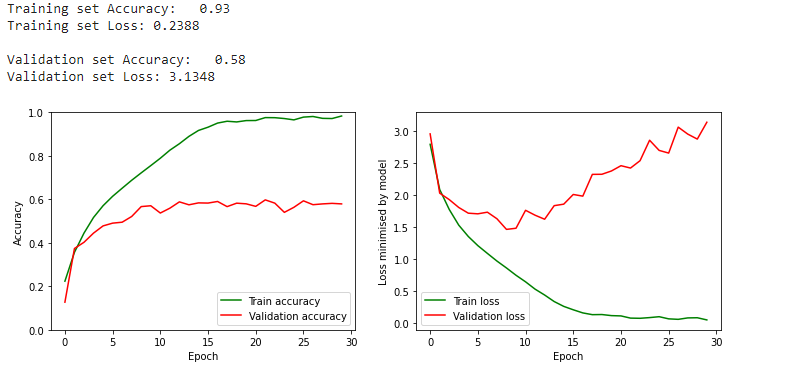 Training set Accuracy:   0.93
Training set Loss: 0.2388
Validation set Accuracy:   0.58
Validation set Loss: 3.1348
1.0
0.8
0.6
0.4
0.2
0.0
Accuracy
Train accuracy
Validation accuracy
0 5 10 15 20 25 30
Epoch
3.0
2.5
2.0
1.5
1.0
0.5
0.0
Loss minimised by model
Train loss
Validation loss
0 5 10 15 20 25 30
Epoch